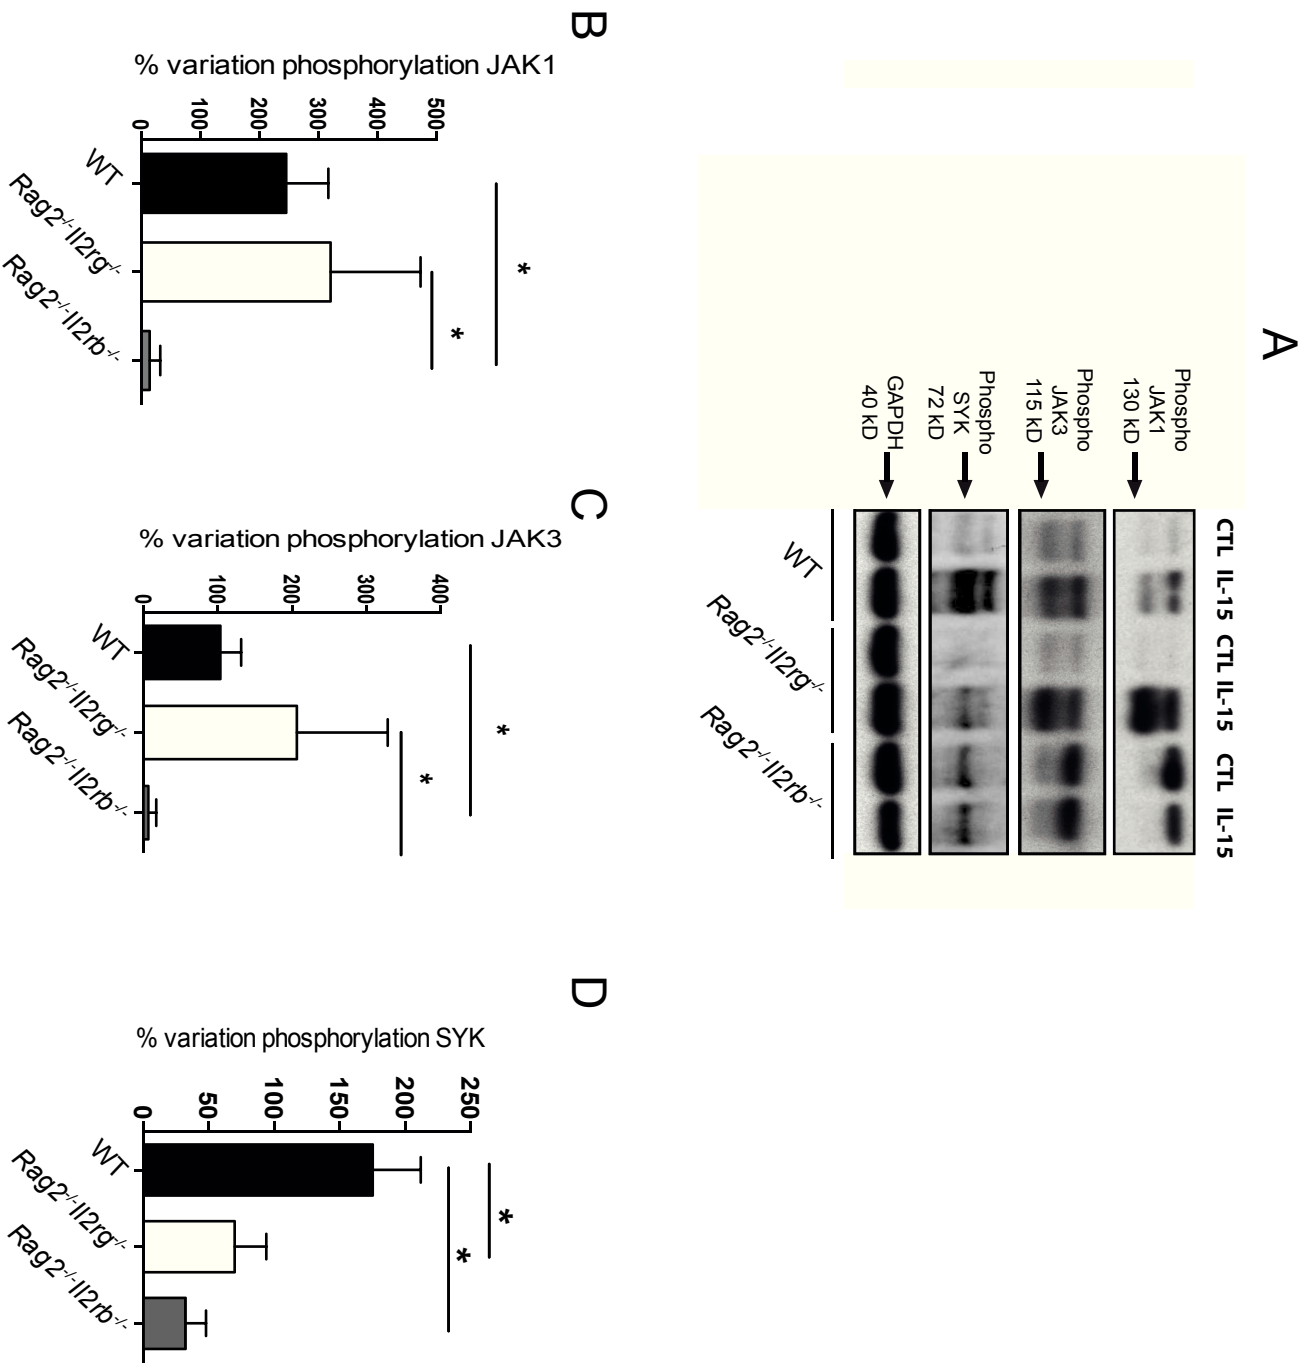 A
CTL IL-15 CTL IL-15 CTL IL-15
Phospho
JAK1
130 kD
Phospho
JAK3
115 kD
Phospho
SYK
72 kD
GAPDH
40 kD
WT
Rag2-/-Il2rg-/-
Rag2-/-Il2rb-/-
B
% variation phosphorylation JAK1
500
400
300
200
100
0
*
*
WT
Rag2-/-Il2rg-/-
Rag2-/-Il2rb-/-
C
% variation phosphorylation JAK3
400
300
200
100
0
*
*
WT
Rag2-/-Il2rg-/-
Rag2-/-Il2rb-/-
D
% variation phosphorylation SYK
250
200
150
100
50
0
*
*
WT
Rag2-/-Il2rg-/-
Rag2-/-Il2rb-/-